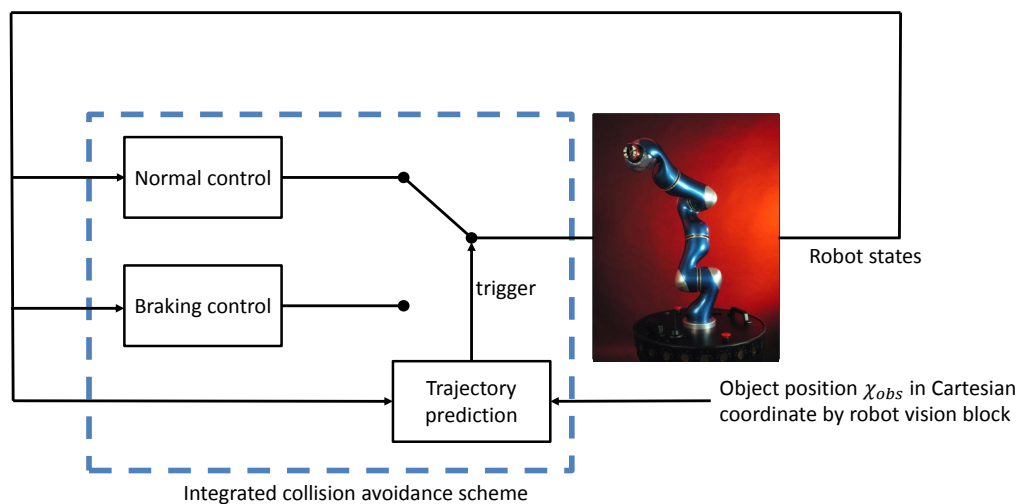 Normal control
Robot states
trigger
Braking control
Trajectory
prediction
Object position χ_obs in Cartesian
coordinate by robot vision block
Integrated collision avoidance scheme